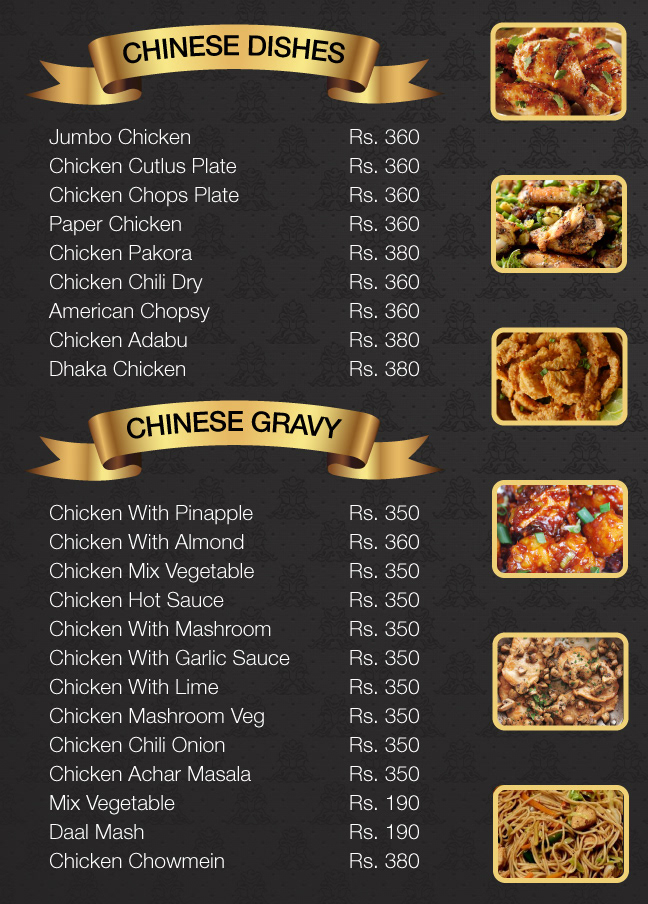 CHINESE DISHES
Jumbo Chicken Rs. 360
Chicken Cutlus Plate Rs. 360
Chicken Chops Plate Rs. 360
Paper Chicken Rs. 360
Chicken Pakora Rs. 380
Chicken Chili Dry Rs. 360
American Chopsy Rs. 360
Chicken Adabu Rs. 380
Dhaka Chicken Rs. 380
CHINESE GRAVY
Chicken With Pinapple Rs. 350
Chicken With Almond Rs. 360
Chicken Mix Vegetable Rs. 350
Chicken Hot Sauce Rs. 350
Chicken With Mashroom Rs. 350
Chicken With Garlic Sauce Rs. 350
Chicken With Lime Rs. 350
Chicken Mashroom Veg Rs. 350
Chicken Chili Onion Rs. 350
Chicken Achar Masala Rs. 350
Mix Vegetable Rs. 190
Daal Mash Rs. 190
Chicken Chowmein Rs. 380